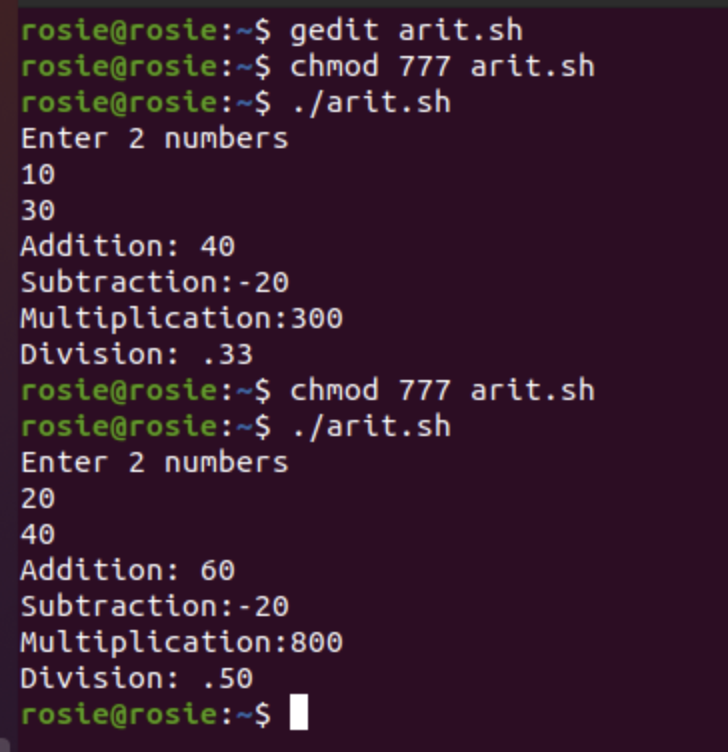 rosie@rosie:~$ gedit arit.sh
rosie@rosie:~$ chmod 777 arit.sh
rosie@rosie:~$ ./arit.sh
Enter 2 numbers
10
30
Addition: 40
Subtraction:-20
Multiplication:300
Division: .33
rosie@rosie:~$ chmod 777 arit.sh
rosie@rosie:~$ ./arit.sh
Enter 2 numbers
20
40
Addition: 60
Subtraction:-20
Multiplication:800
Division: .50
rosie@rosie:~$